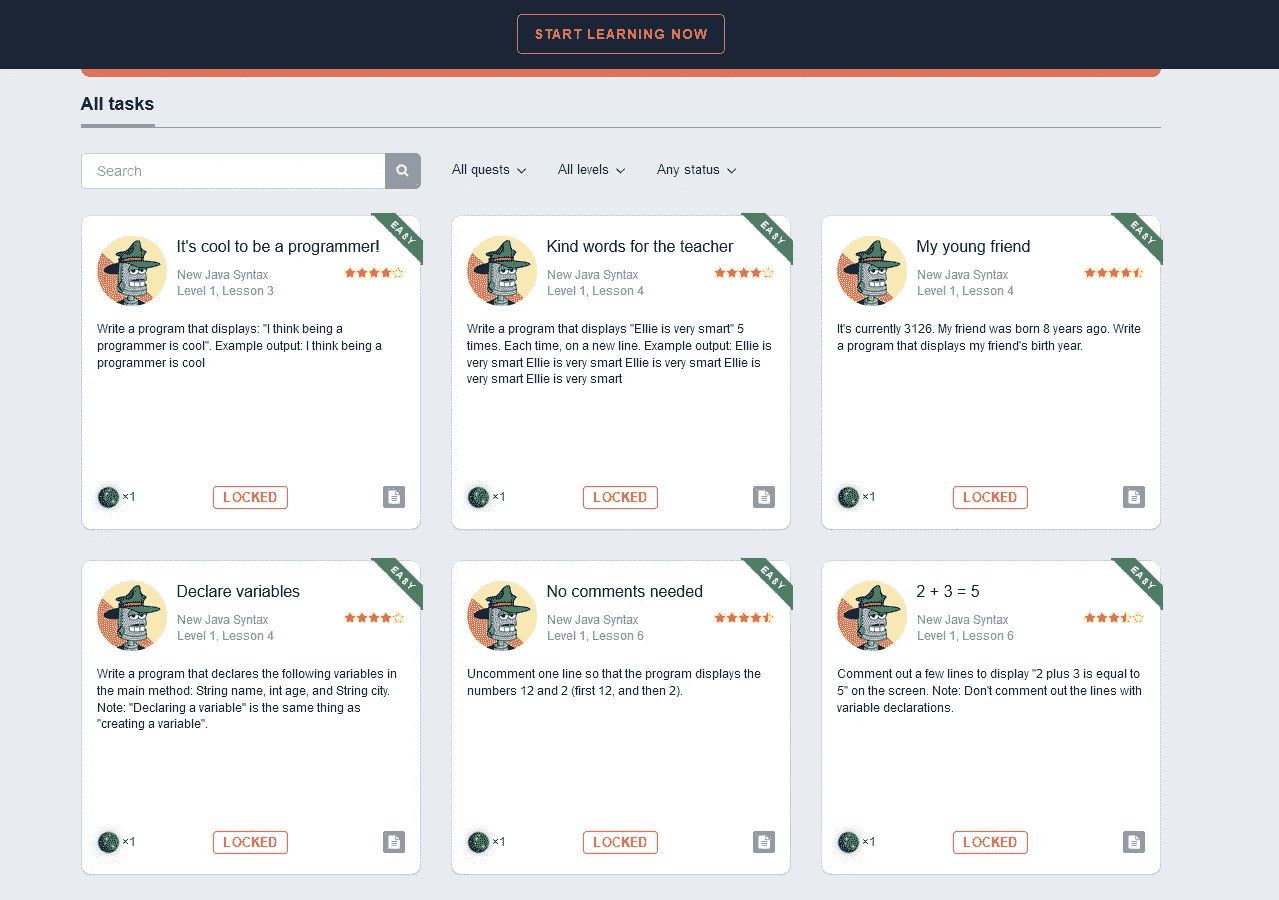 START LEARNING NOW
All tasks
Search
All quests
All levels
Any status
EASY
It's cool to be a programmer!
New Java Syntax
Level 1, Lesson 3
Write a program that displays: "I think being a
programmer is cool". Example output: I think being a
programmer is cool
×1
LOCKED
EASY
Kind words for the teacher
New Java Syntax
Level 1, Lesson 4
Write a program that displays "Ellie is very smart" 5
times. Each time, on a new line. Example output: Ellie is
very smart Ellie is very smart Ellie is very smart Ellie is
very smart Ellie is very smart
×1
LOCKED
EASY
My young friend
New Java Syntax
Level 1, Lesson 4
It's currently 3126. My friend was born 8 years ago. Write
a program that displays my friend's birth year.
×1
LOCKED
EASY
Declare variables
New Java Syntax
Level 1, Lesson 4
Write a program that declares the following variables in
the main method: String name, int age, and String city.
Note: "Declaring a variable" is the same thing as
"creating a variable".
×1
LOCKED
EASY
No comments needed
New Java Syntax
Level 1, Lesson 6
Uncomment one line so that the program displays the
numbers 12 and 2 (first 12, and then 2).
×1
LOCKED
EASY
2 + 3 = 5
New Java Syntax
Level 1, Lesson 6
Comment out a few lines to display "2 plus 3 is equal to
5" on the screen. Note: Don't comment out the lines with
variable declarations.
×1
LOCKED